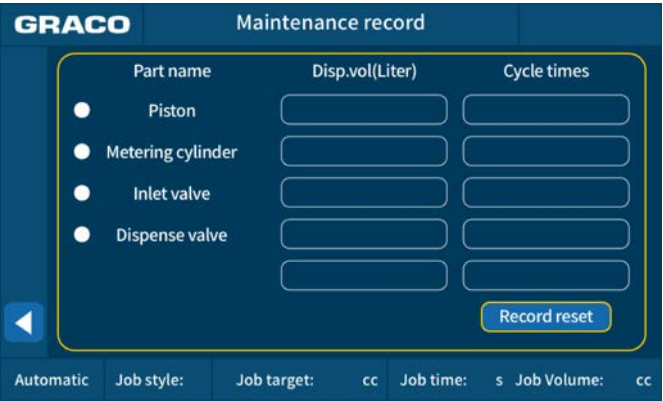 GRACO Maintenance record
Part name Disp.vol(Liter) Cycle times
Piston
Metering cylinder
Inlet valve
Dispense valve
Record reset
Automatic Job style: Job target: cc Job time: s Job Volume: cc